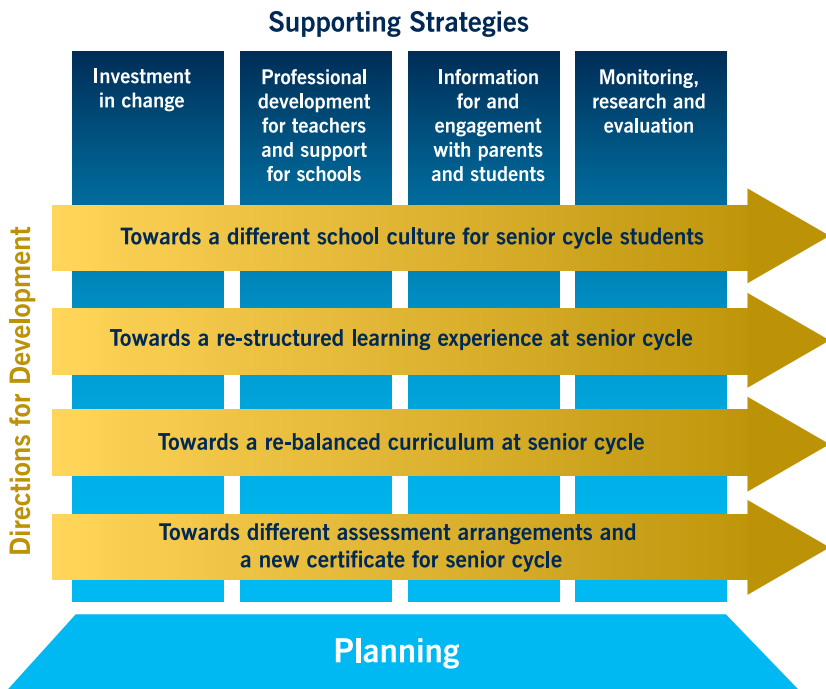 Supporting Strategies
Investment
in change
Professional
development
for teachers
and support
for schools
Information
for and
engagement
with parents
and students
Monitoring,
research and
evaluation
Directions for Development
Towards a different school culture for senior cycle students
Towards a re-structured learning experience at senior cycle
Towards a re-balanced curriculum at senior cycle
Towards different assessment arrangements and
a new certificate for senior cycle
Planning